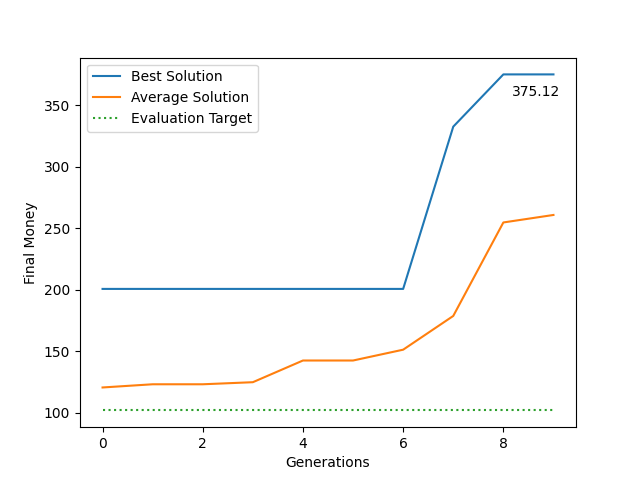 Best Solution
Average Solution
Evaluation Target
375.12
350
300
250
200
150
100
Final Money
0 2 4 6 8
Generations